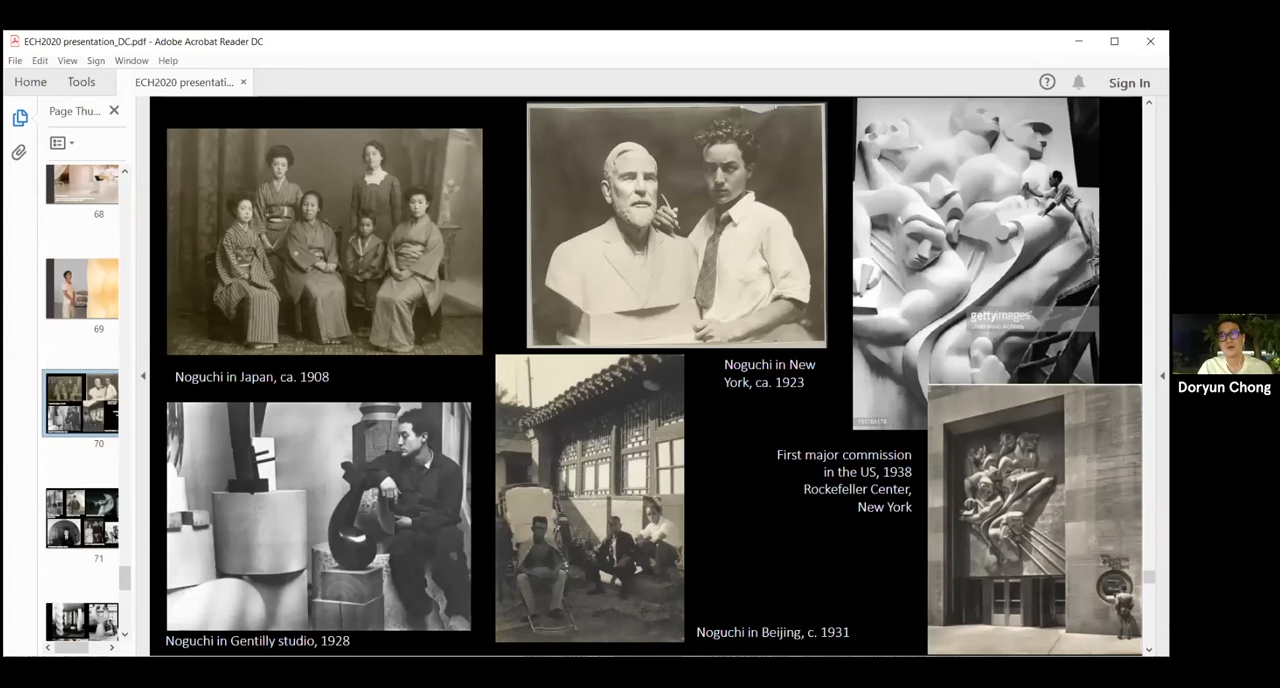 ECH2020 presentation_DC.pdf - Adobe Acrobat Reader DC
File Edit View Sign Window Help
Home Tools ECH2020 presentati... × Sign In
Page Thu...
68
69
70
71
Noguchi in Japan, ca. 1908
Noguchi in New
York, ca. 1923
gettyimages
First major commission
in the US, 1938
Rockefeller Center,
New York
Noguchi in Gentilly studio, 1928
Noguchi in Beijing, c. 1931
Doryun Chong